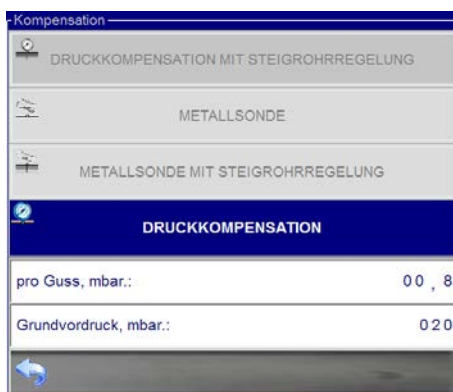 Kompensation
DRUCKKOMPENSATION MIT STEIGROHRREGELUNG
METALLSONDE
METALLSONDE MIT STEIGROHRREGELUNG
DRUCKKOMPENSATION
pro Guss, mbar.: 00,8
Grundvordruck, mbar.: 020